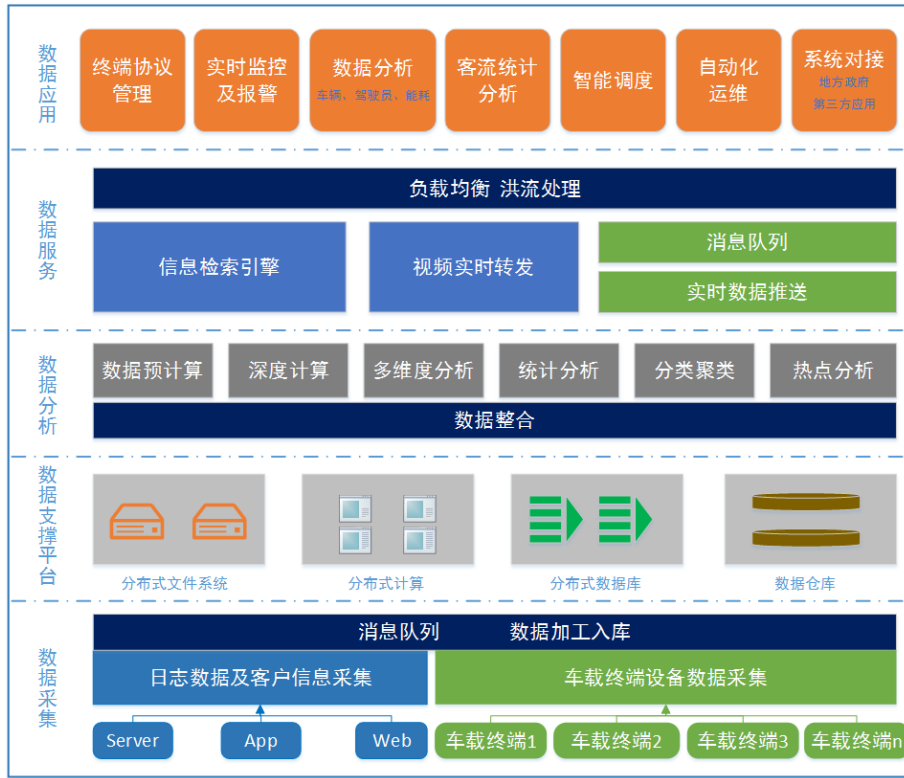 数据应用
终端协议
管理
实时监控
及报警
数据分析
车辆、驾驶员、能耗
客流统计
分析
智能调度
自动化
运维
系统对接
地方政府
第三方应用
数据服务
负载均衡 洪流处理
信息检索引擎
视频实时转发
消息队列
实时数据推送
数据分析
数据预计算
深度计算
多维度分析
统计分析
分类聚类
热点分析
数据整合
数据支撑平台
分布式文件系统
分布式计算
分布式数据库
数据仓库
数据采集
消息队列 数据加工入库
日志数据及客户信息采集
车载终端设备数据采集
Server
App
Web
车载终端1
车载终端2
车载终端3
车载终端n